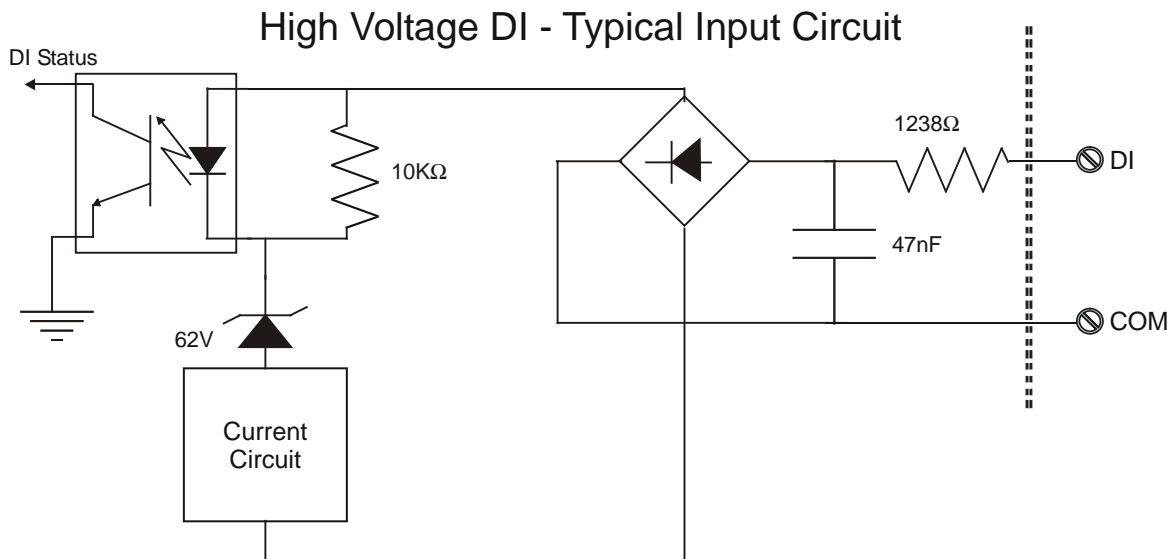 High Voltage DI - Typical Input Circuit
DI Status
1238Ω
DI
10KΩ
47nF
COM
62V
Current
Circuit